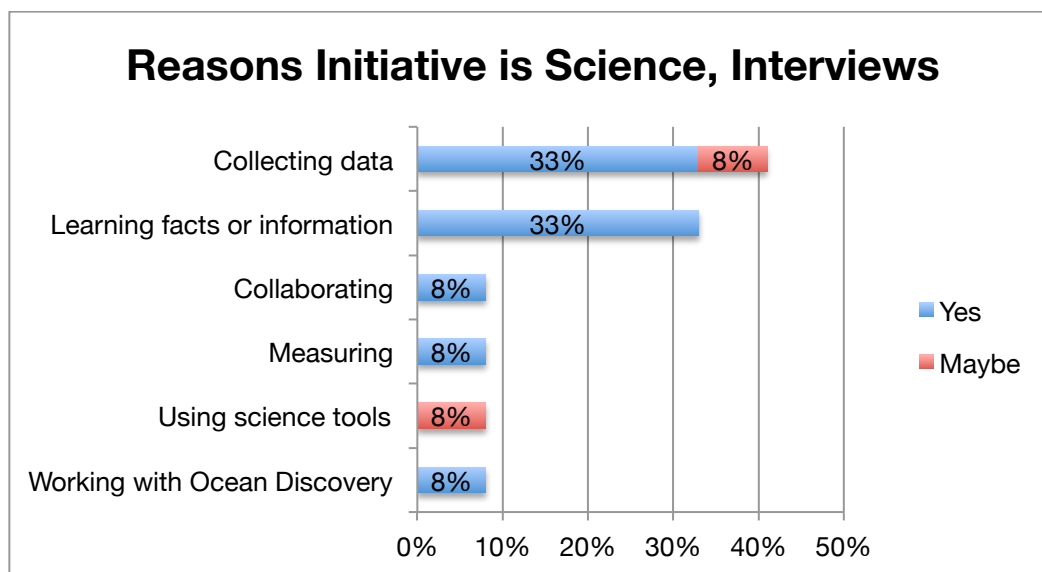 Reasons Initiative is Science, Interviews
Collecting data 33% 8%
Learning facts or information 33%
Collaborating 8%
Measuring 8%
Using science tools 8%
Working with Ocean Discovery 8%
Yes
Maybe
0% 10% 20% 30% 40% 50%